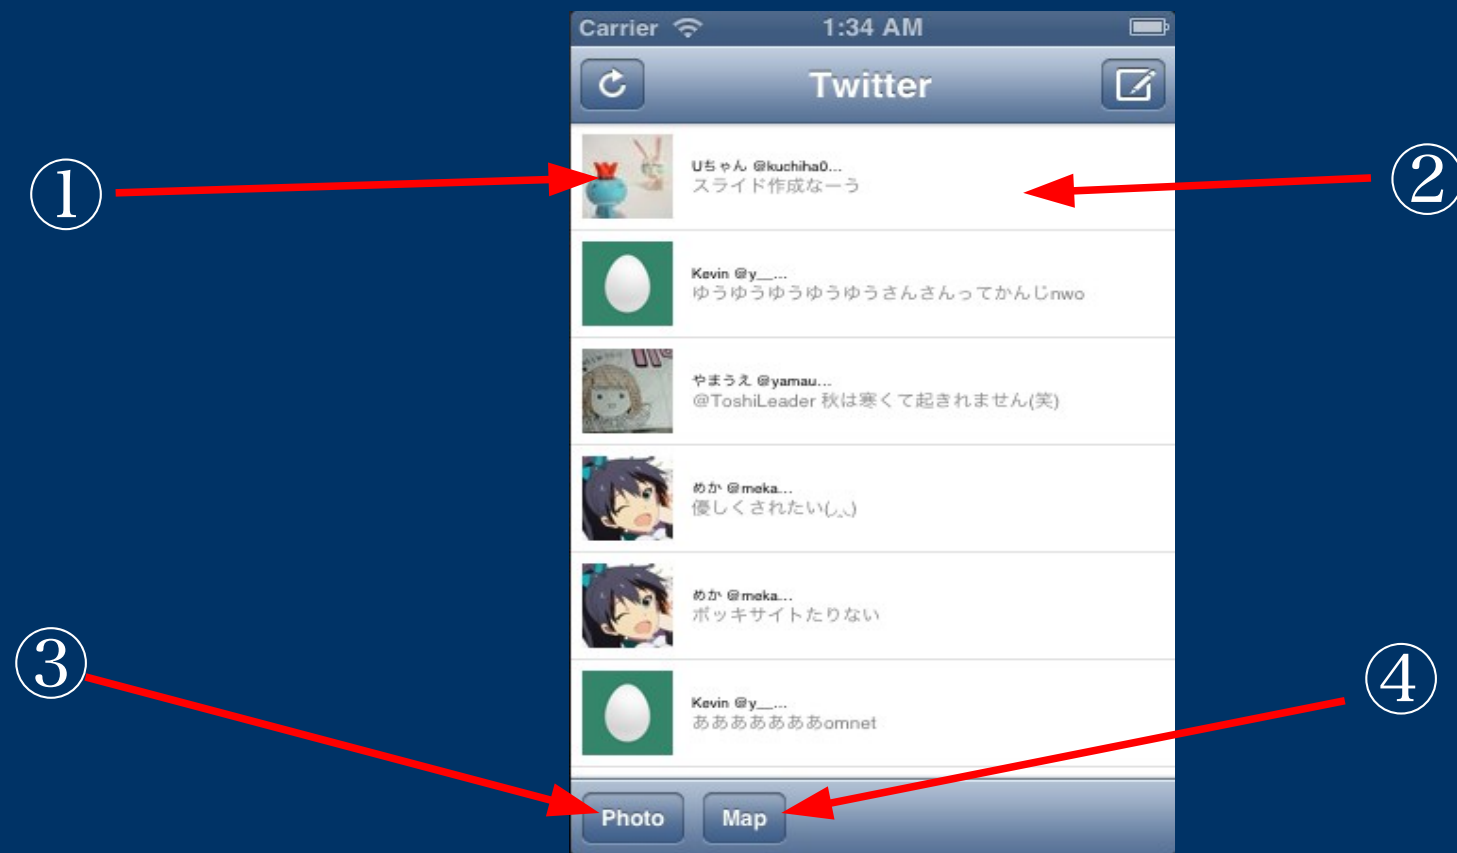 Carrier 1:34 AM
Twitter
①
②
Uちゃん @kuchiha0...
スライド作成なーう
Kevin @y__...
ゆうゆうゆうゆうゆうさんさんってかんじnwo
やまうえ @yamau...
@ToshiLeader 秋は寒くて起きれません(笑)
めか @meka...
優しくされたい(◞‸◟)
めか @meka...
ポッキサイトたりない
③
④
Kevin @y__...
あああああああomnet
Photo Map